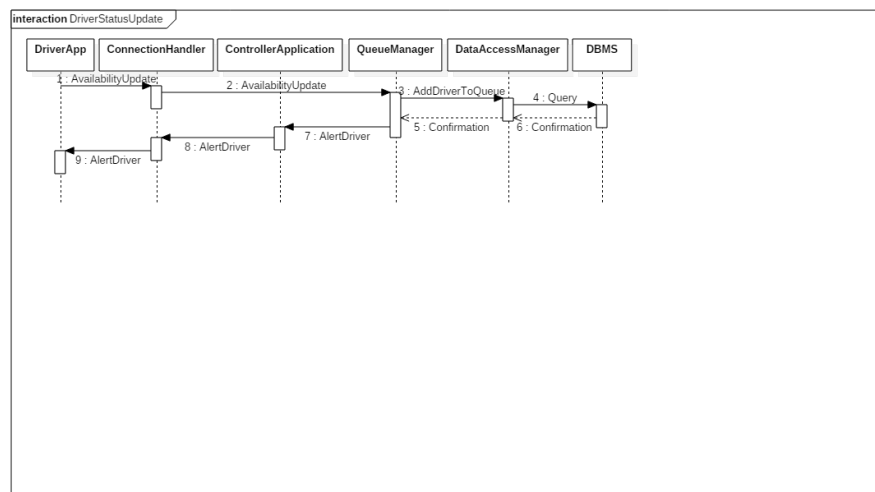 interaction DriverStatusUpdate
DriverApp
ConnectionHandler
ControllerApplication
QueueManager
DataAccessManager
DBMS
1 : AvailabilityUpdate
2 : AvailabilityUpdate
3 : AddDriverToQueue
4 : Query
5 : Confirmation
6 : Confirmation
7 : AlertDriver
8 : AlertDriver
9 : AlertDriver